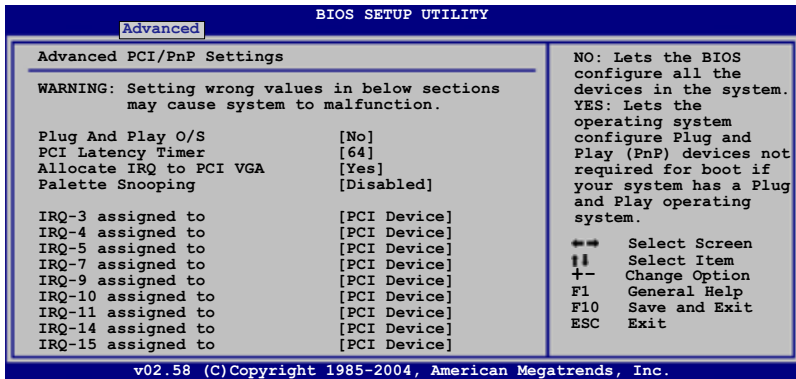 BIOS SETUP UTILITY
Advanced
Advanced PCI/PnP Settings
WARNING: Setting wrong values in below sections
may cause system to malfunction.
Plug And Play O/S [No]
PCI Latency Timer [64]
Allocate IRQ to PCI VGA [Yes]
Palette Snooping [Disabled]
IRQ-3 assigned to [PCI Device]
IRQ-4 assigned to [PCI Device]
IRQ-5 assigned to [PCI Device]
IRQ-7 assigned to [PCI Device]
IRQ-9 assigned to [PCI Device]
IRQ-10 assigned to [PCI Device]
IRQ-11 assigned to [PCI Device]
IRQ-14 assigned to [PCI Device]
IRQ-15 assigned to [PCI Device]
NO: Lets the BIOS
configure all the
devices in the system.
YES: Lets the
operating system
configure Plug and
Play (PnP) devices not
required for boot if
your system has a Plug
and Play operating
system.
←→ Select Screen
↑↓ Select Item
+- Change Option
F1 General Help
F10 Save and Exit
ESC Exit
v02.58 (C)Copyright 1985-2004, American Megatrends, Inc.